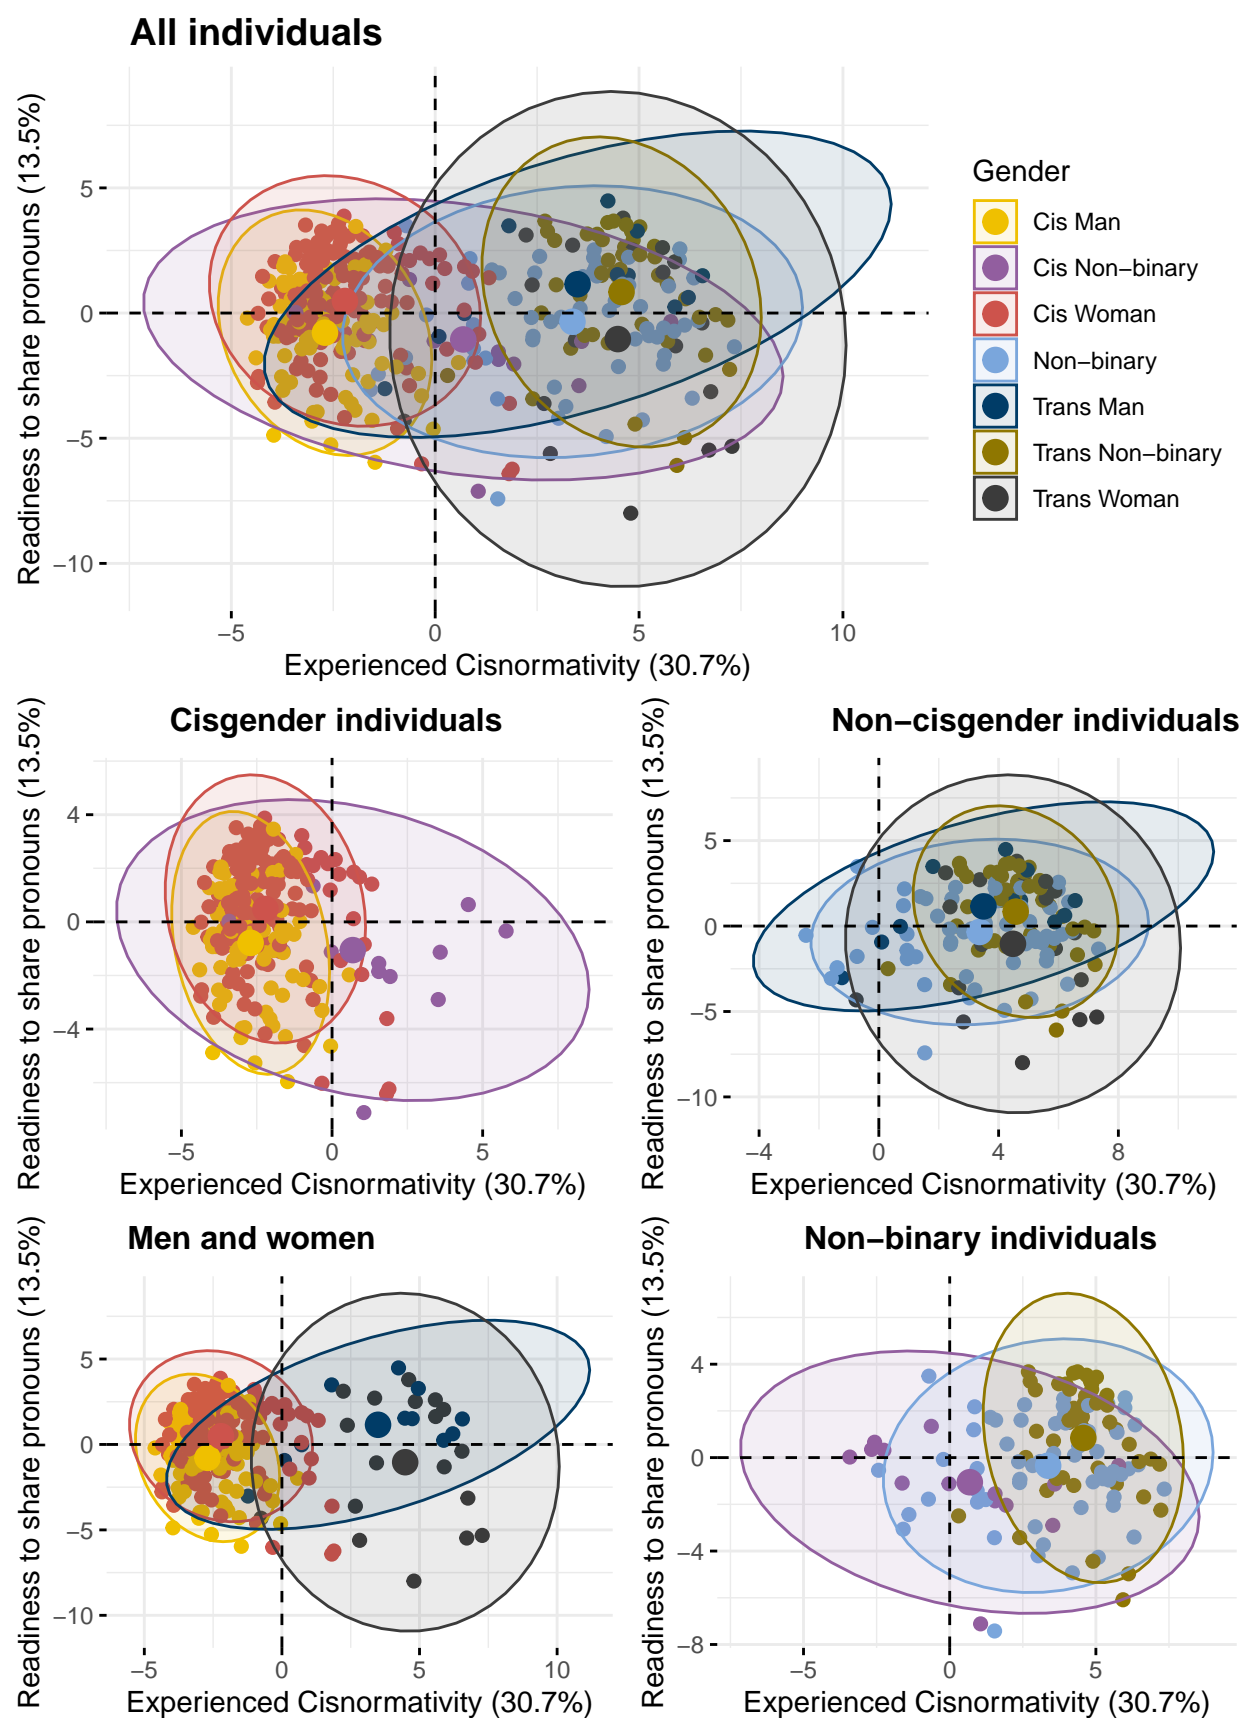 All individuals
Readiness to share pronouns (13.5%)
5
0
−5
−10
−5
0
5
10
Experienced Cisnormativity (30.7%)
Gender
Cis Man
Cis Non−binary
Cis Woman
Non−binary
Trans Man
Trans Non−binary
Trans Woman
Cisgender individuals
Readiness to share pronouns (13.5%)
4
0
−4
−5
0
5
Experienced Cisnormativity (30.7%)
Non−cisgender individuals
Readiness to share pronouns (13.5%)
5
0
−5
−10
−4
0
4
8
Experienced Cisnormativity (30.7%)
Men and women
Readiness to share pronouns (13.5%)
5
0
−5
−10
−5
0
5
10
Experienced Cisnormativity (30.7%)
Non−binary individuals
Readiness to share pronouns (13.5%)
4
0
−4
−8
−5
0
5
Experienced Cisnormativity (30.7%)